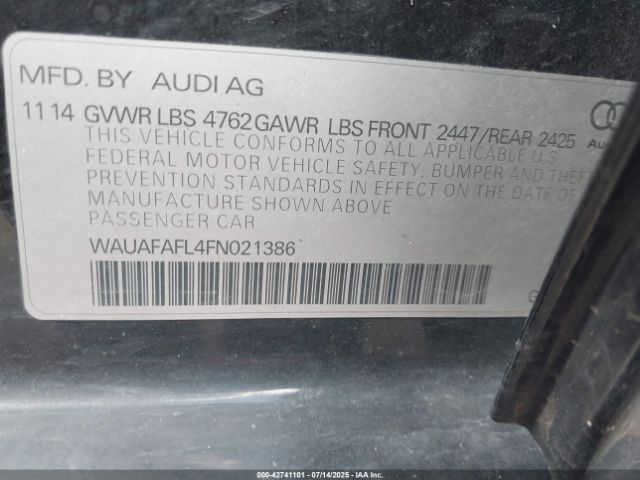 MFD. BY AUDI AG
11 14 GVWR LBS 4762 GAWR LBS FRONT 2447/REAR 2425
THIS VEHICLE CONFORMS TO ALL APPLICABLE U.S.
FEDERAL MOTOR VEHICLE SAFETY, BUMPER AND THEFT
PREVENTION STANDARDS IN EFFECT ON THE DATE OF
MANUFACTURE SHOWN ABOVE
PASSENGER CAR
WAUAFAFL4FN021386
00-42741101 - 07/14/2025 - IAA Inc.